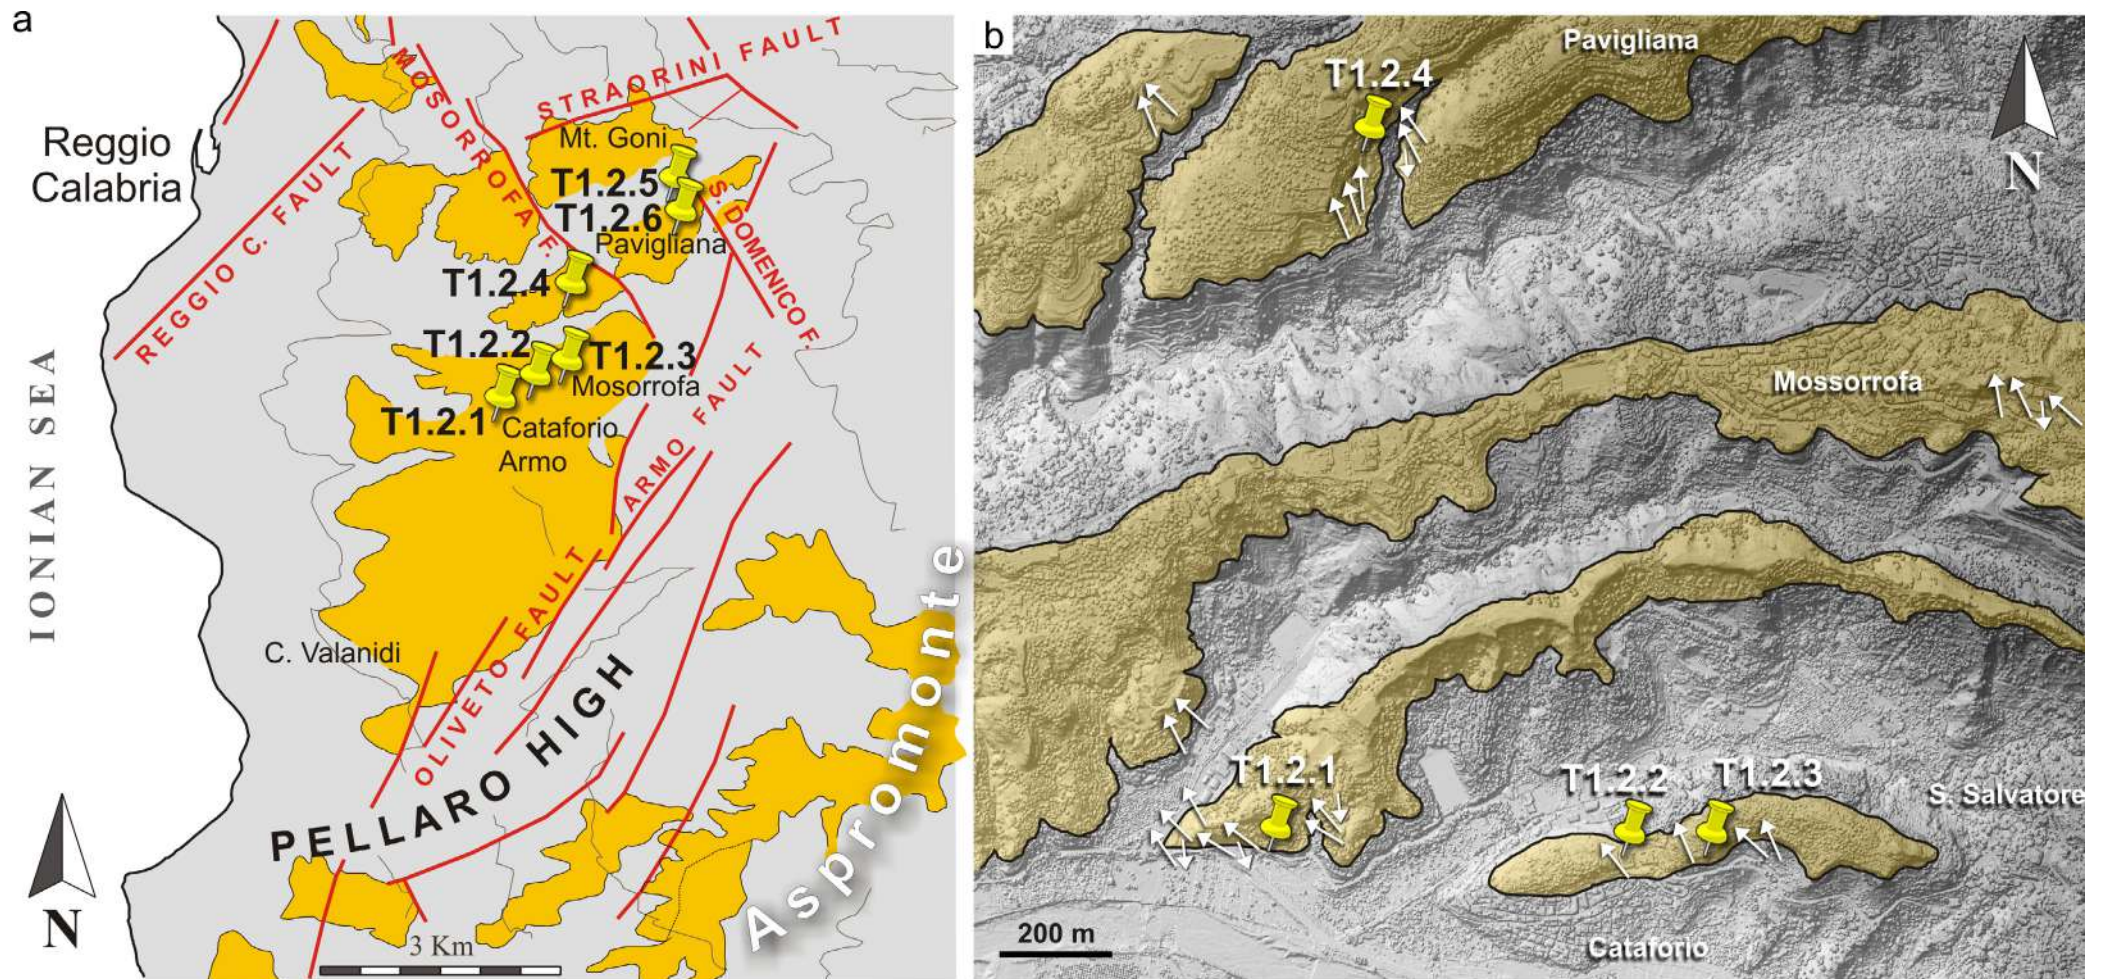 a
MOSORROFA F.
STRAORINI FAULT
Reggio
Calabria
Mt. Goni
T1.2.5
T1.2.6
Pavigliana
S. DOMENICO F.
REGGIO C. FAULT
T1.2.4
T1.2.2
T1.2.3
Mosorrofa
T1.2.1
Cataforio
Armo
ARMO FAULT
IONIAN SEA
C. Valanidi
OLIVETO FAULT
PELLARO HIGH
Aspromonte
N
3 Km
b
Pavigliana
T1.2.4
N
Mossorrofa
T1.2.1
T1.2.2
T1.2.3
S. Salvatore
200 m
Cataforio